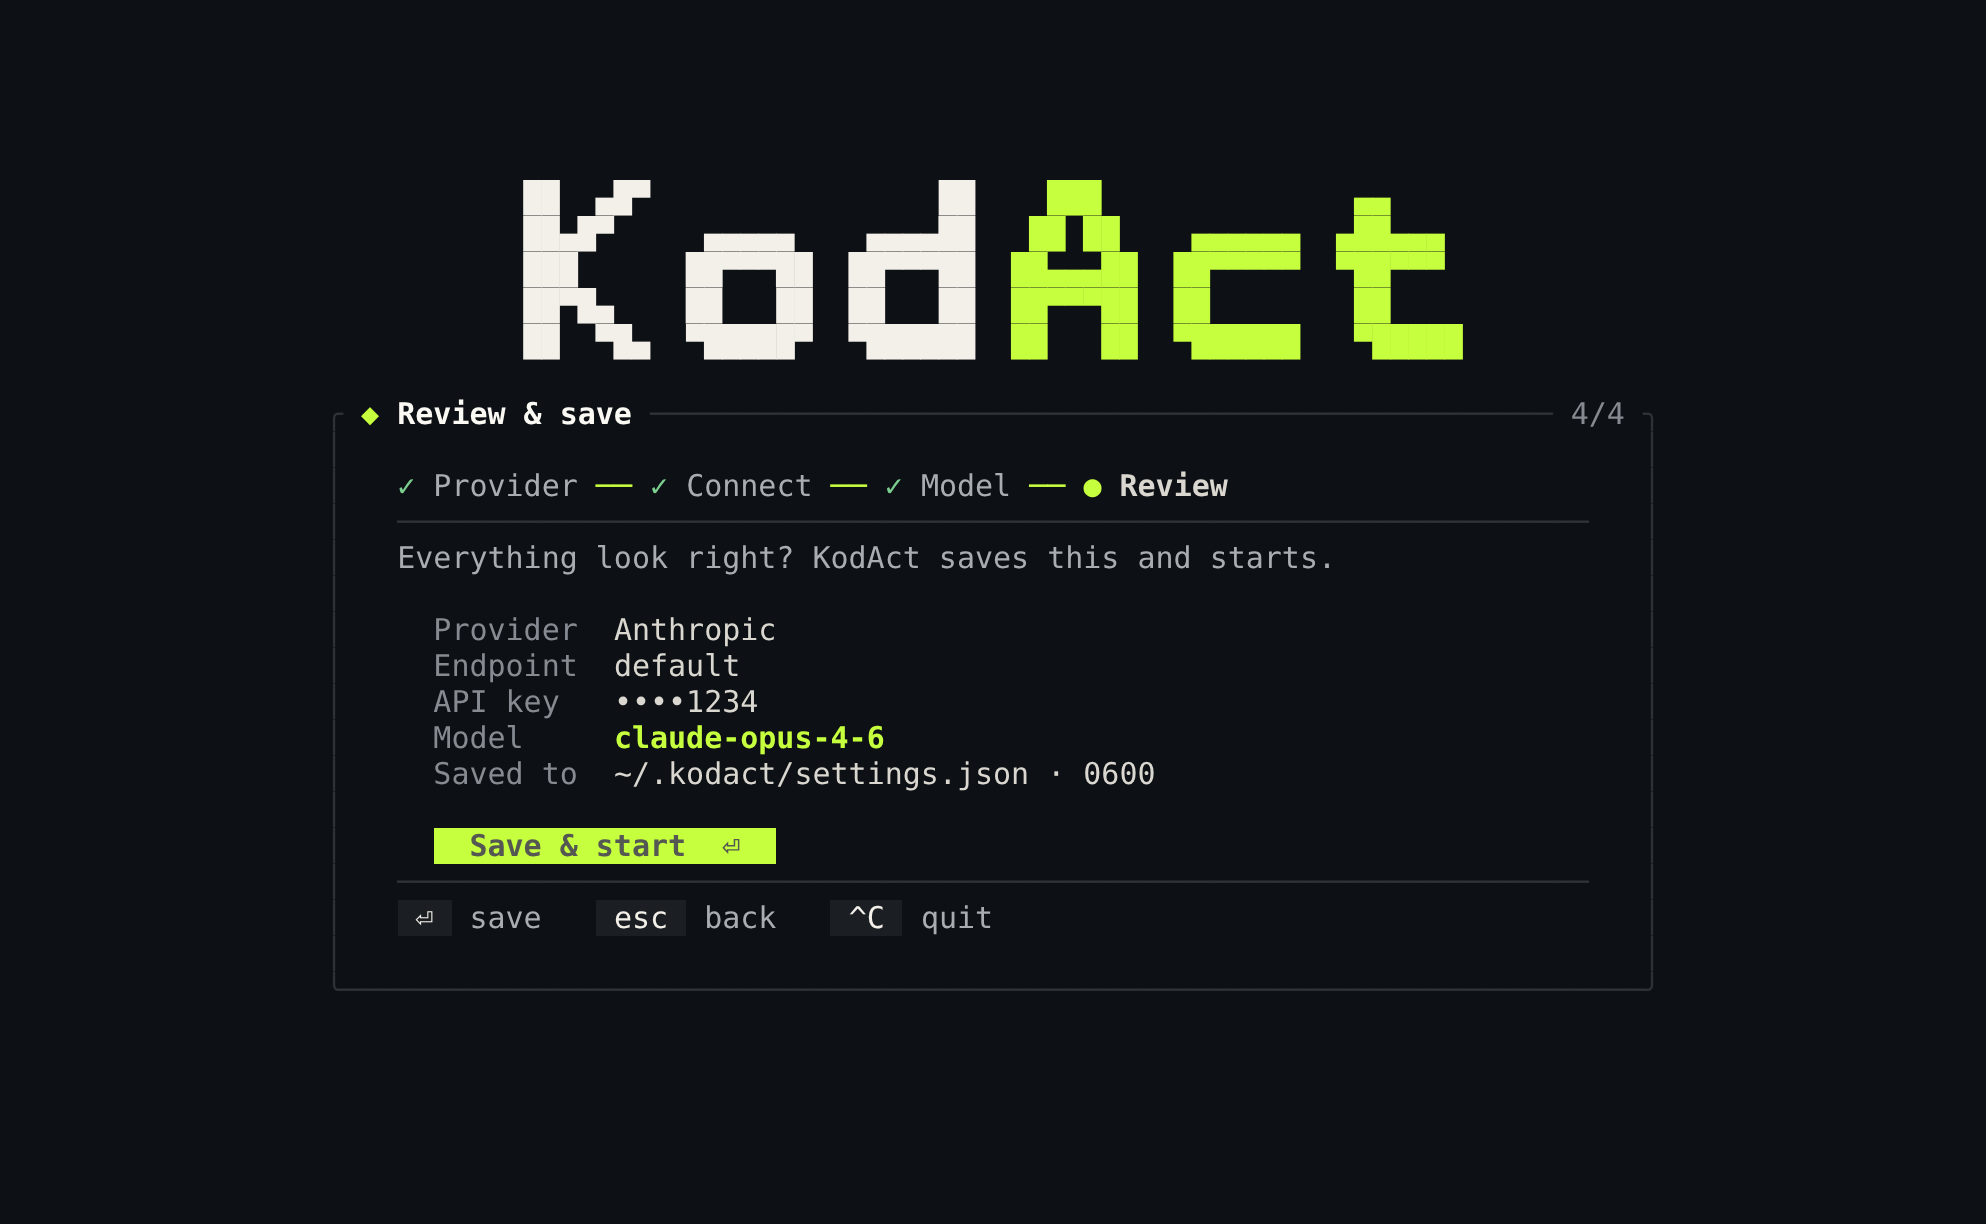 KodAct
◆ Review & save 4/4
✓ Provider ── ✓ Connect ── ✓ Model ── ● Review
Everything look right? KodAct saves this and starts.
Provider Anthropic
Endpoint default
API key ••••1234
Model claude-opus-4-6
Saved to ~/.kodact/settings.json · 0600
Save & start ⏎
⏎ save esc back ^C quit